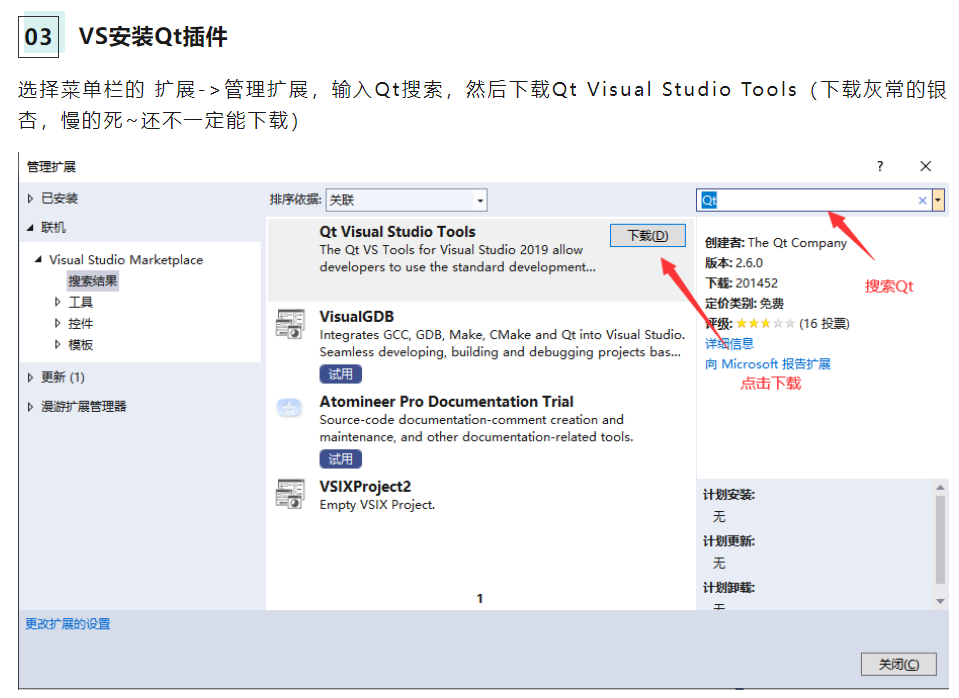 03 VS安装Qt插件
选择菜单栏的 扩展->管理扩展，输入Qt搜索，然后下载Qt Visual Studio Tools（下载灰常的银
杏，慢的死~还不一定能下载）
管理扩展
? ×
已安装
联机
Visual Studio Marketplace
搜索结果
工具
控件
模板
更新 (1)
漫游扩展管理器
排序依据: 关联
Qt Visual Studio Tools
The Qt VS Tools for Visual Studio 2019 allow
developers to use the standard development...
下载(D)
VisualGDB
Integrates GCC, GDB, Make, CMake and Qt into Visual Studio.
Seamless developing, building and debugging projects bas...
试用
Atomineer Pro Documentation Trial
Source-code documentation-comment creation and
maintenance, and other documentation-related tools.
试用
VSIXProject2
Empty VSIX Project.
1
Qt
创建者: The Qt Company
版本: 2.6.0
下载: 201452
定价类别: 免费
评级: ★★★☆☆ (16 投票)
详细信息
向 Microsoft 报告扩展
搜索Qt
点击下载
计划安装:
无
计划更新:
无
计划卸载:
无
更改扩展的设置
关闭(C)